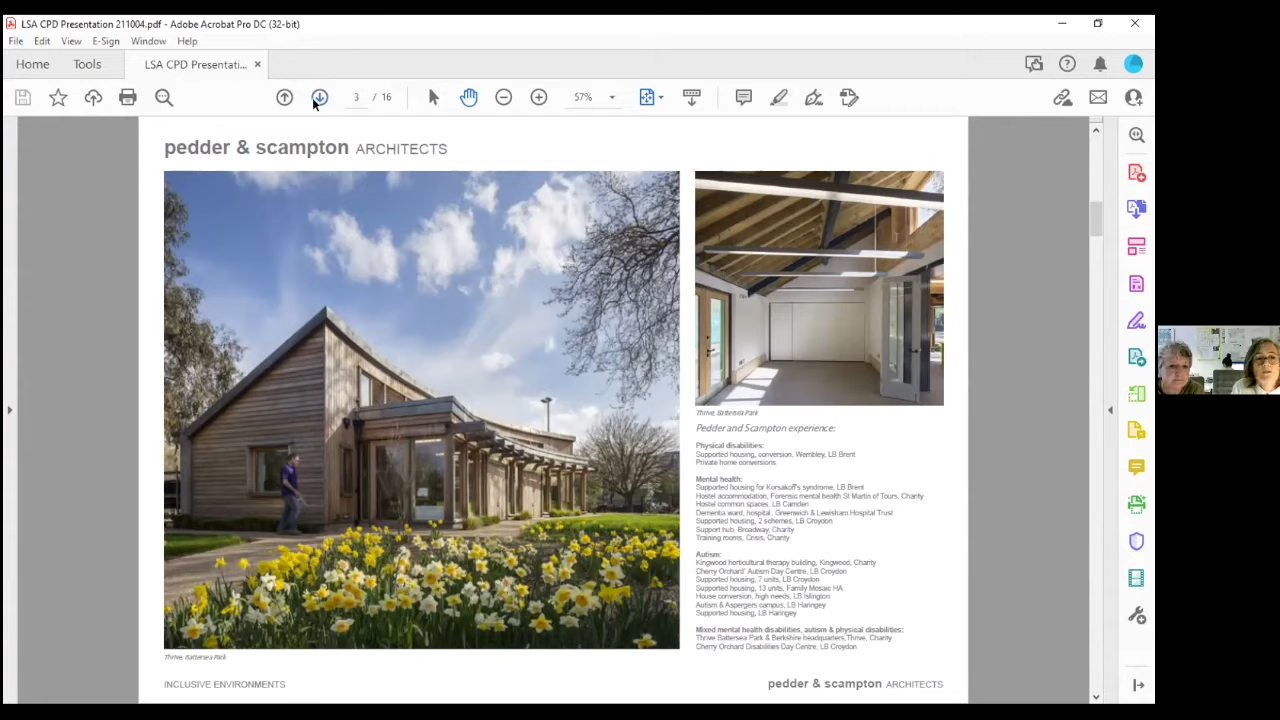 LSA CPD Presentation 211004.pdf - Adobe Acrobat Pro DC (32-bit)
File Edit View E-Sign Window Help
Home Tools LSA CPD Presentati... ×
3 / 16 57%
pedder & scampton ARCHITECTS
Thrive, Battersea Park
Pedder and Scampton experience:
Physical disabilities:
Supported housing, conversion, Wembley, LB Brent
Private home conversions
Mental health:
Supported housing for Korsakoff's syndrome, LB Brent
Hostel accommodation, Forensic mental health St Martin of Tours, Charity
Hostel common spaces, LB Camden
Dementia ward, hospital, Greenwich & Lewisham Hospital Trust
Supported housing, 2 schemes, LB Croydon
Support hub, Broadway, Charity
Training rooms, Crisis, Charity
Autism:
Kingwood horticultural therapy building, Kingwood, Charity
Cherry Orchard' Autism Day Centre, LB Croydon
Supported housing, 7 units, LB Croydon
Supported housing, 13 units, Family Mosaic HA
House conversion, high needs, LB Islington
Autism & Aspergers campus, LB Haringey
Supported housing, LB Haringey
Mixed mental health disabilities, autism & physical disabilities:
Thrive Battersea Park & Berkshire headquarters,Thrive, Charity
Cherry Orchard Disabilities Day Centre, LB Croydon
Thrive, Battersea Park
INCLUSIVE ENVIRONMENTS
pedder & scampton ARCHITECTS